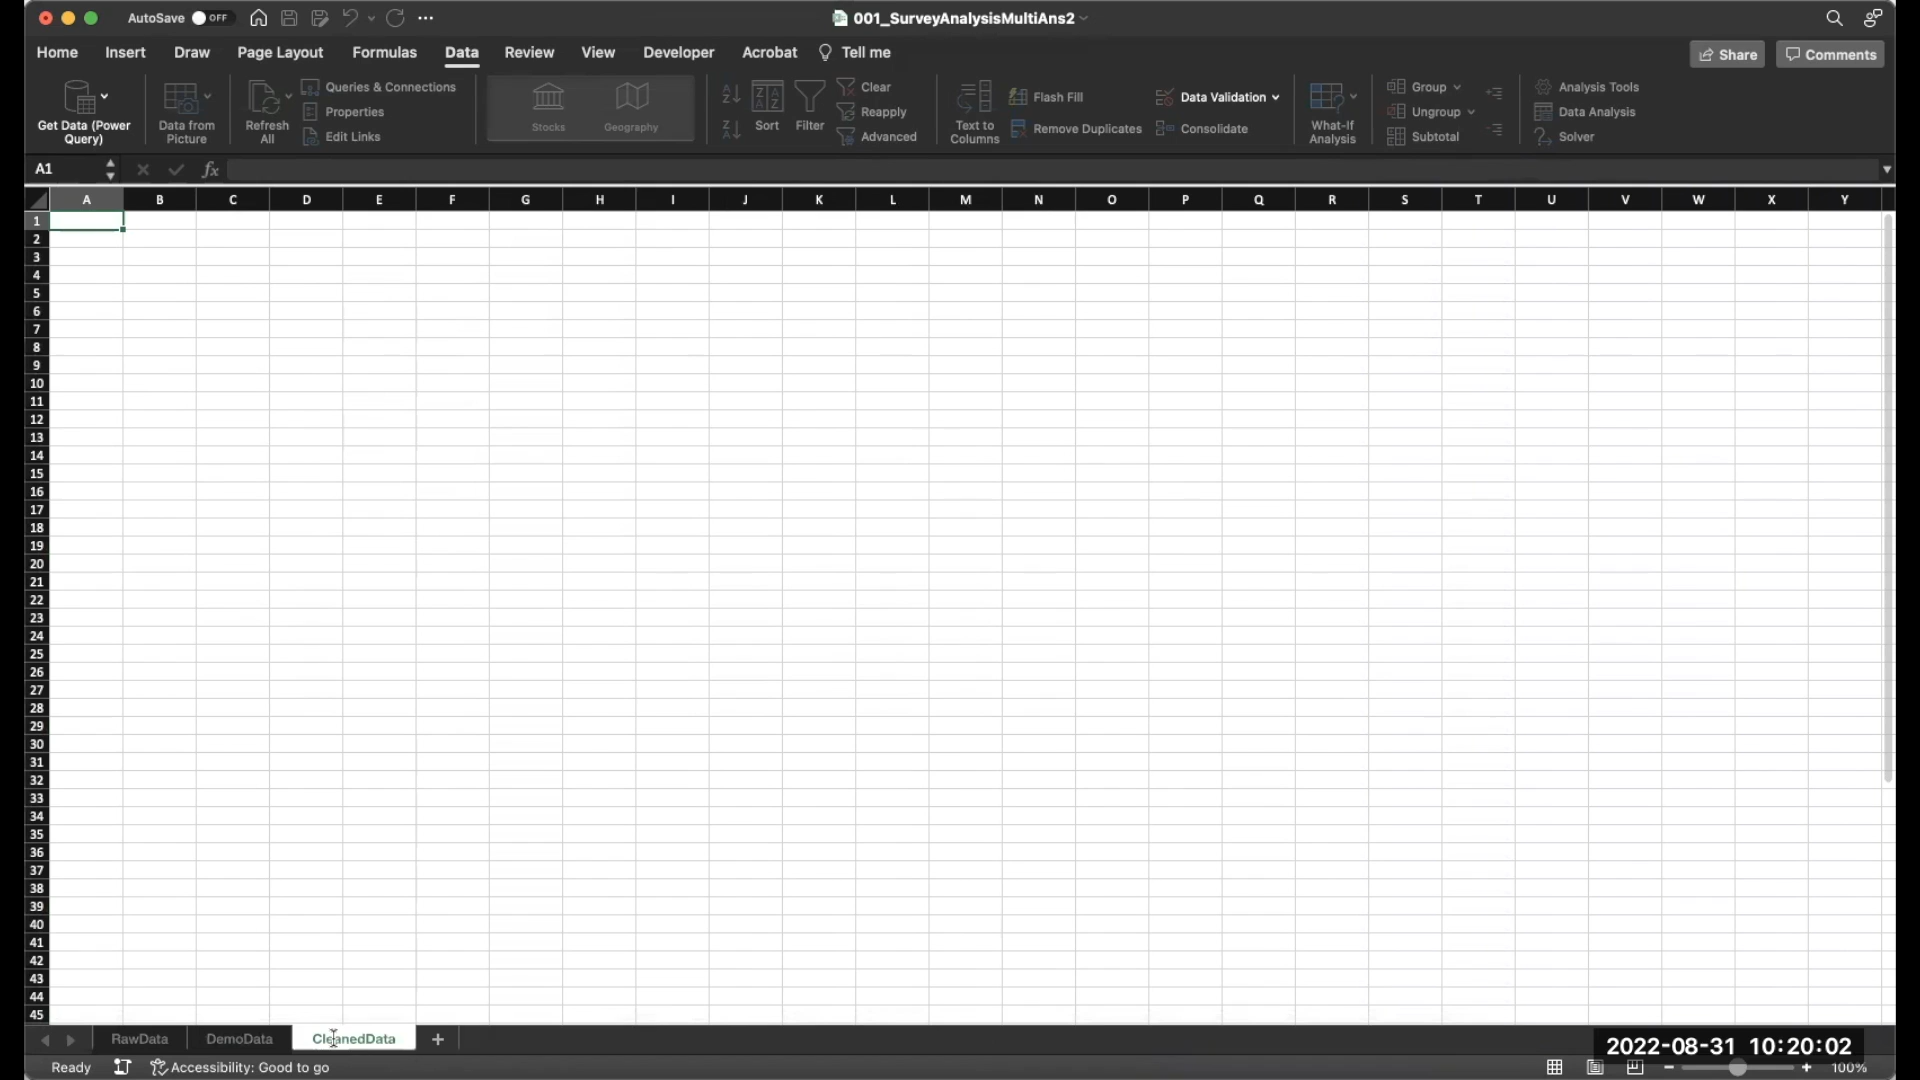 AutoSave OFF
001_SurveyAnalysisMultiAns2
Home Insert Draw Page Layout Formulas Data Review View Developer Acrobat Tell me
Share Comments
Get Data (Power
Query)
Data from
Picture
Refresh
All
Queries & Connections
Properties
Edit Links
Stocks
Geography
Sort
Filter
Clear
Reapply
Advanced
Text to
Columns
Flash Fill
Remove Duplicates
Data Validation
Consolidate
What-If
Analysis
Group
Ungroup
Subtotal
Analysis Tools
Data Analysis
Solver
A1
fx
A B C D E F G H I J K L M N O P Q R S T U V W X Y
1
2
3
4
5
6
7
8
9
10
11
12
13
14
15
16
17
18
19
20
21
22
23
24
25
26
27
28
29
30
31
32
33
34
35
36
37
38
39
40
41
42
43
44
45
RawData DemoData CleanedData +
2022-08-31 10:20:02
Ready Accessibility: Good to go
100%